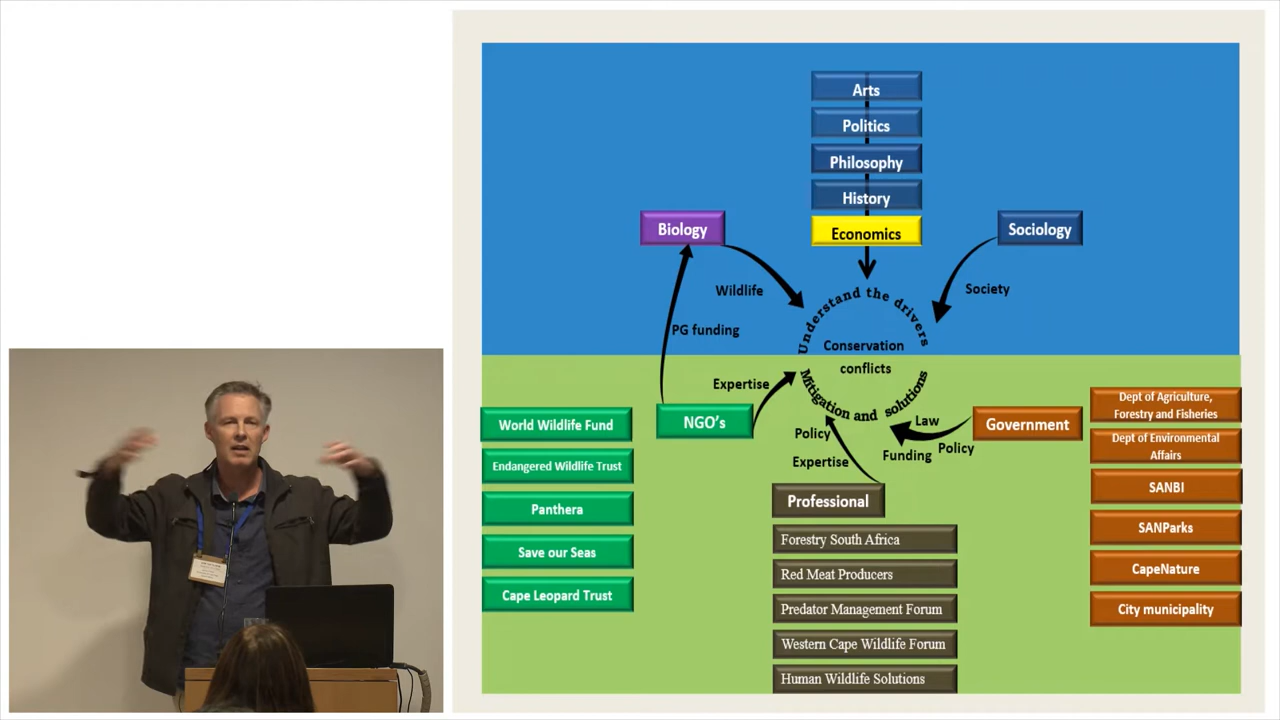 Arts
Politics
Philosophy
History
Economics
Biology
Sociology
Wildlife
Society
PG funding
Understand the drivers
Conservation
conflicts
Mitigation and solutions
Expertise
NGO's
World Wildlife Fund
Endangered Wildlife Trust
Panthera
Save our Seas
Cape Leopard Trust
Policy
Expertise
Professional
Forestry South Africa
Red Meat Producers
Predator Management Forum
Western Cape Wildlife Forum
Human Wildlife Solutions
Law
Funding
Policy
Government
Dept of Agriculture,
Forestry and Fisheries
Dept of Environmental
Affairs
SANBI
SANParks
CapeNature
City municipality